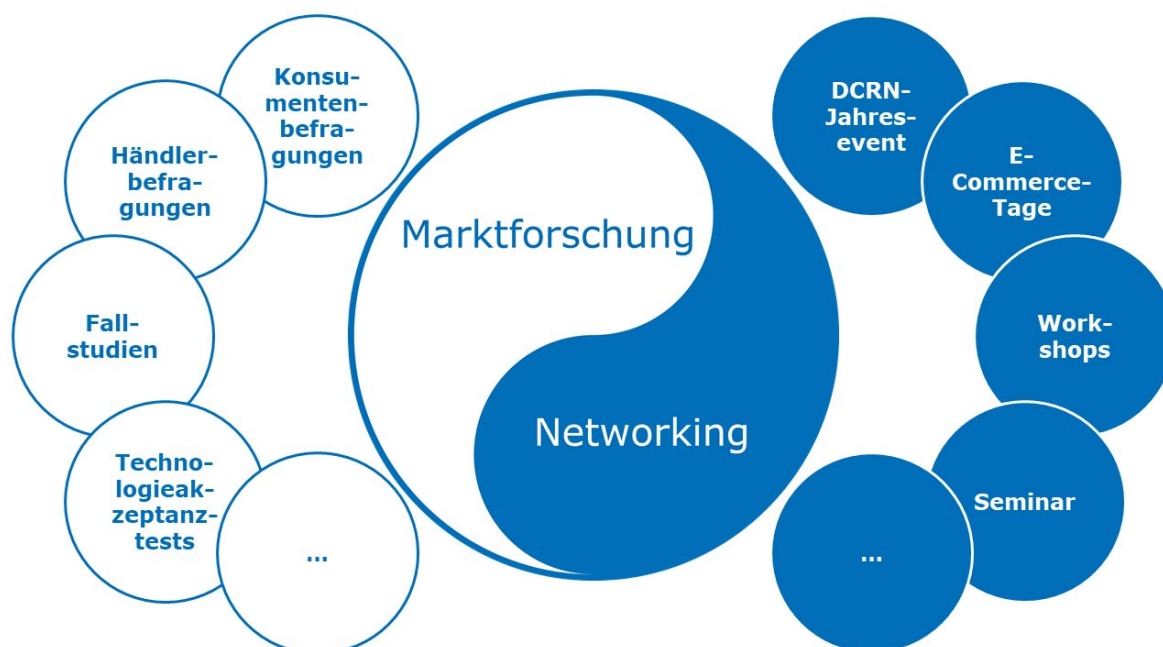 Konsu-
menten-
befra-
gungen
Händler-
befra-
gungen
Fall-
studien
Techno-
logieak-
zeptanz-
tests
...
Marktforschung
Networking
DCRN-
Jahres-
event
E-
Commerce-
Tage
Work-
shops
Seminar
...